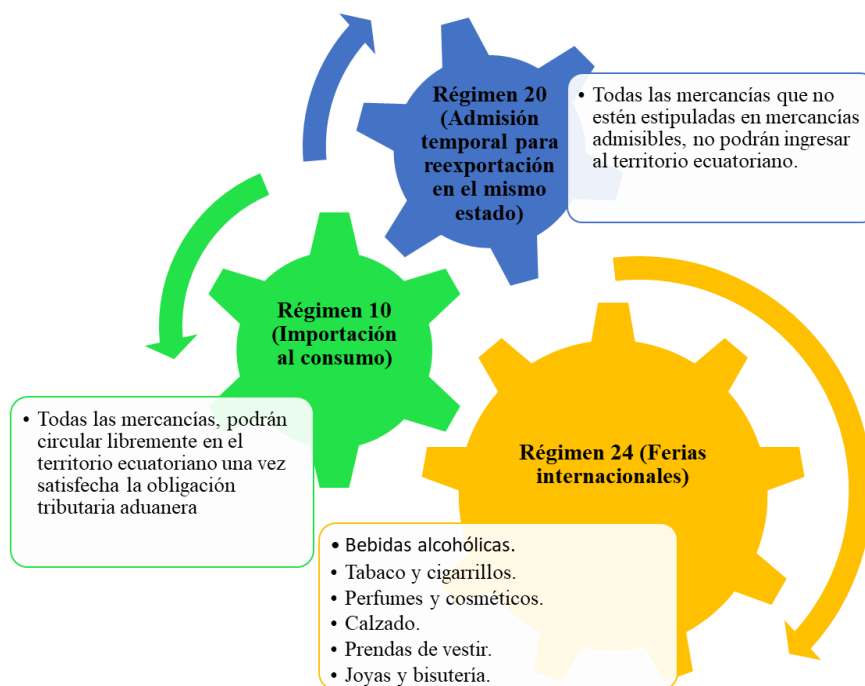 Régimen 20
(Admisión
temporal para
reexportación
en el mismo
estado)
• Todas las mercancías que no
estén estipuladas en mercancías
admisibles, no podrán ingresar
al territorio ecuatoriano.
Régimen 10
(Importación
al consumo)
• Todas las mercancías, podrán
circular libremente en el
territorio ecuatoriano una vez
satisfecha la obligación
tributaria aduanera
Régimen 24 (Ferias
internacionales)
• Bebidas alcohólicas.
• Tabaco y cigarrillos.
• Perfumes y cosméticos.
• Calzado.
• Prendas de vestir.
• Joyas y bisutería.